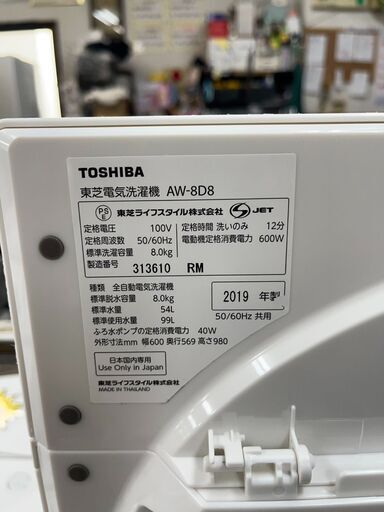 TOSHIBA
東芝電気洗濯機 AW-8D8
PS E 東芝ライフスタイル株式会社 S JET
定格電圧 100V 定格時間 洗いのみ 12分
定格周波数 50/60Hz 電動機定格消費電力 600W
標準洗濯容量 8.0kg
製造番号 313610 RM
種類 全自動電気洗濯機
標準脱水容量 8.0kg 2019 年製
標準水量 54L
標準使用水量 99L 50/60Hz 共用
ふろ水ポンプの定格消費電力 40W
外形寸法mm 幅600 奥行569 高さ980
日本国内専用
Use Only in Japan
東芝ライフスタイル株式会社
MADE IN THAILAND